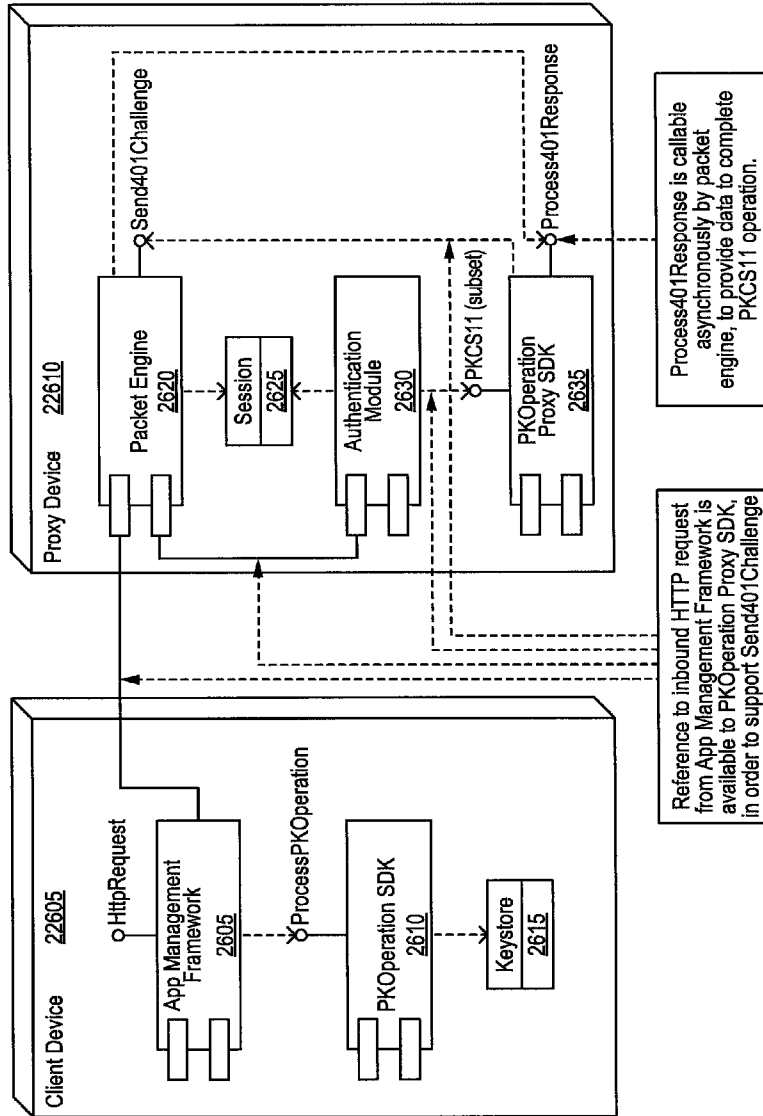 Client Device
22605
HttpRequest
App Management
Framework
2605
ProcessPKOperation
PKOperation SDK
2610
Keystore
2615
Proxy Device
22610
Packet Engine
2620
Send401Challenge
Session
2625
Authentication
Module
2630
PKCS11 (subset)
PKOperation
Proxy SDK
2635
Process401Response
Reference to inbound HTTP request
from App Management Framework is
available to PKOperation Proxy SDK,
in order to support Send401Challenge
Process401Response is callable
asynchronously by packet
engine, to provide data to complete
PKCS11 operation.